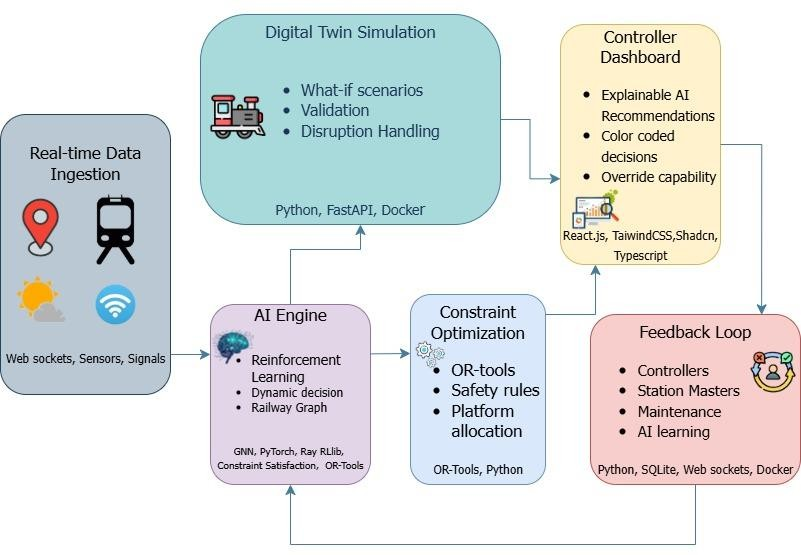 Digital Twin Simulation
What-if scenarios
Validation
Disruption Handling
Python, FastAPI, Docker
Controller
Dashboard
Explainable AI
Recommendations
Color coded
decisions
Override capability
React.js, TaiwindCSS,Shadcn,
Typescript
Real-time Data
Ingestion
Web sockets, Sensors, Signals
AI Engine
Reinforcement
Learning
Dynamic decision
Railway Graph
GNN, PyTorch, Ray RLlib,
Constraint Satisfaction, OR-Tools
Constraint
Optimization
OR-tools
Safety rules
Platform
allocation
OR-Tools, Python
Feedback Loop
Controllers
Station Masters
Maintenance
AI learning
Python, SQLite, Web sockets, Docker